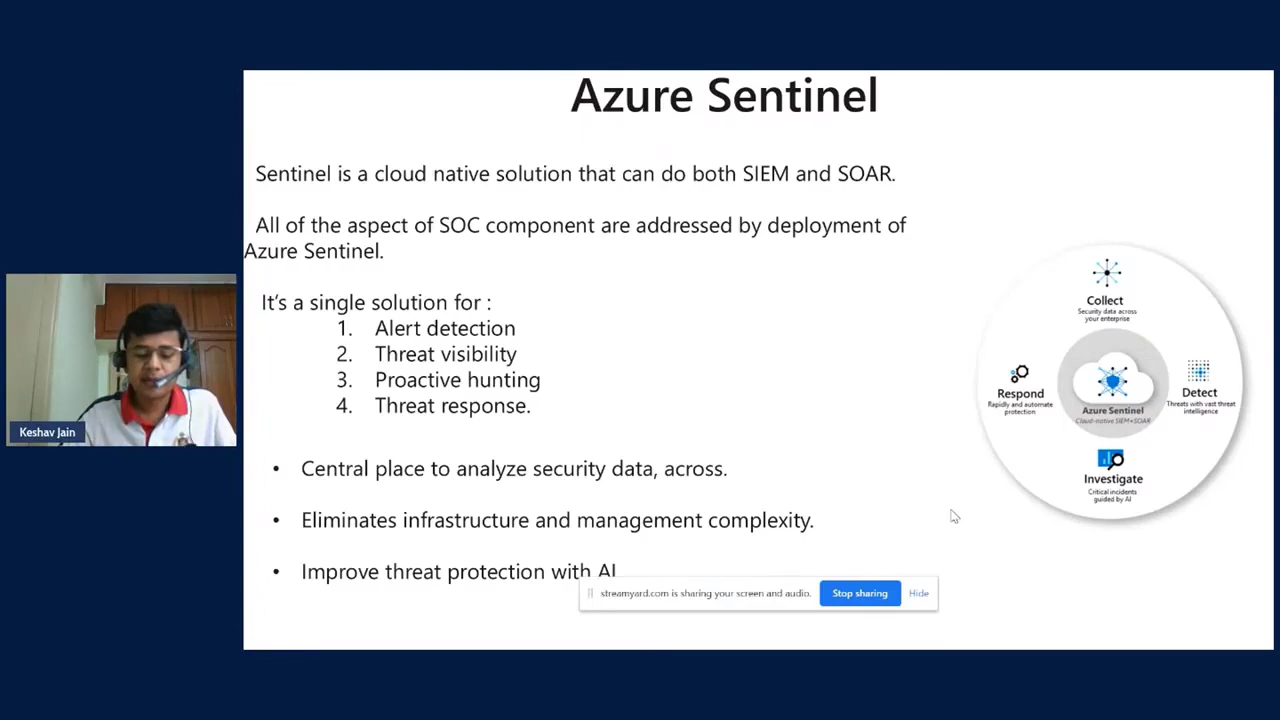 Azure Sentinel
Sentinel is a cloud native solution that can do both SIEM and SOAR.
All of the aspect of SOC component are addressed by deployment of
Azure Sentinel.
It's a single solution for :
1. Alert detection
2. Threat visibility
3. Proactive hunting
4. Threat response.
• Central place to analyze security data, across.
• Eliminates infrastructure and management complexity.
• Improve threat protection with AI
streamyard.com is sharing your screen and audio.
Stop sharing
Hide
Collect
Security data across
your enterprise
Respond
Rapidly and automate
protection
Azure Sentinel
Cloud-native SIEM+SOAR
Detect
Threats with vast threat
intelligence
Investigate
Critical incidents
guided by AI
Keshav Jain